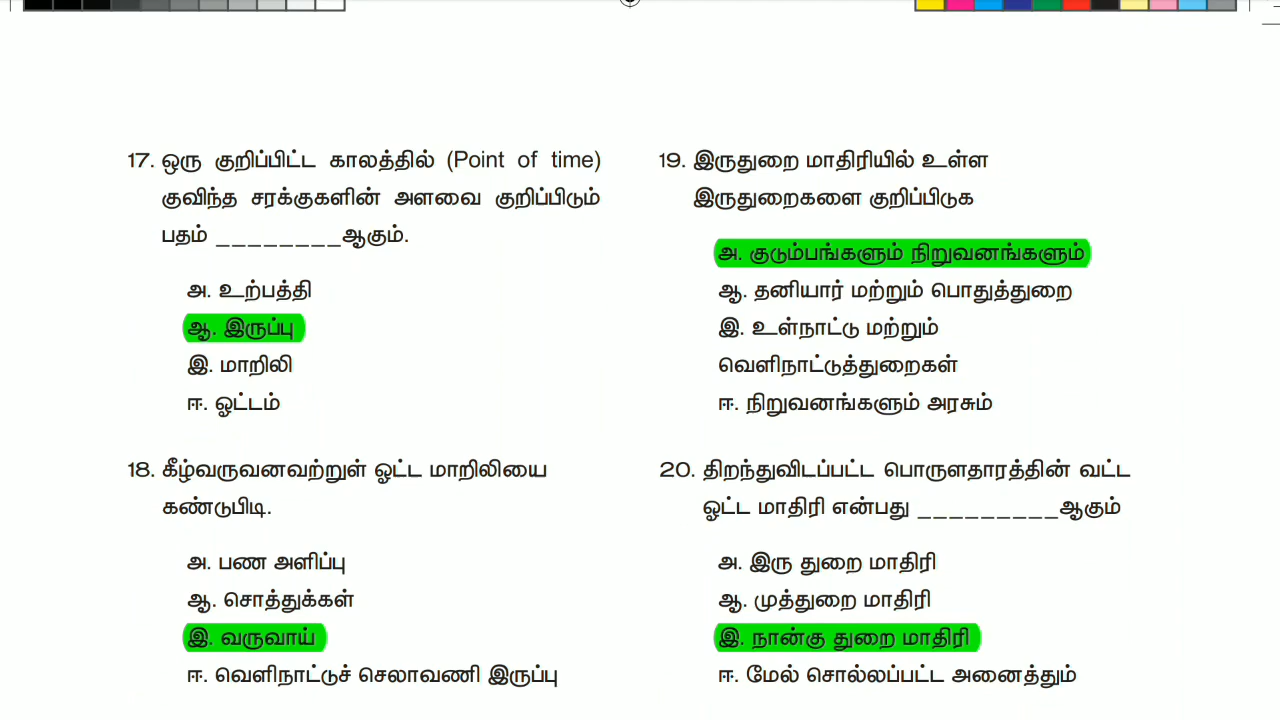 17. ஒரு குறிப்பிட்ட காலத்தில் (Point of time)
குவிந்த சரக்குகளின் அளவை குறிப்பிடும்
பதம் ________ஆகும்.
அ. உற்பத்தி
ஆ. இருப்பு
இ. மாறிலி
ஈ. ஓட்டம்
18. கீழ்வருவனவற்றுள் ஓட்ட மாறிலியை
கண்டுபிடி.
அ. பண அளிப்பு
ஆ. சொத்துக்கள்
இ. வருவாய்
ஈ. வெளிநாட்டுச் செலாவணி இருப்பு
19. இருதுறை மாதிரியில் உள்ள
இருதுறைகளை குறிப்பிடுக
அ. குடும்பங்களும் நிறுவனங்களும்
ஆ. தனியார் மற்றும் பொதுத்துறை
இ. உள்நாட்டு மற்றும்
வெளிநாட்டுத்துறைகள்
ஈ. நிறுவனங்களும் அரசும்
20. திறந்துவிடப்பட்ட பொருளதாரத்தின் வட்ட
ஓட்ட மாதிரி என்பது _________ஆகும்
அ. இரு துறை மாதிரி
ஆ. முத்துறை மாதிரி
இ. நான்கு துறை மாதிரி
ஈ. மேல் சொல்லப்பட்ட அனைத்தும்